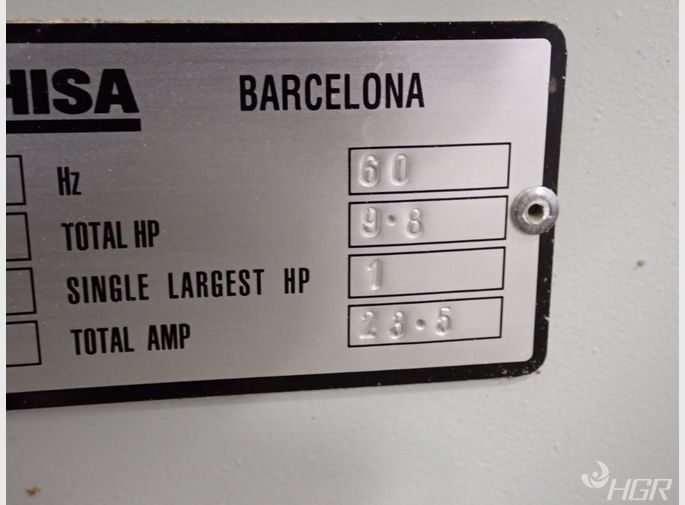 HISA BARCELONA
Hz 60
TOTAL HP 9.8
SINGLE LARGEST HP 1
TOTAL AMP 23.5
HGR